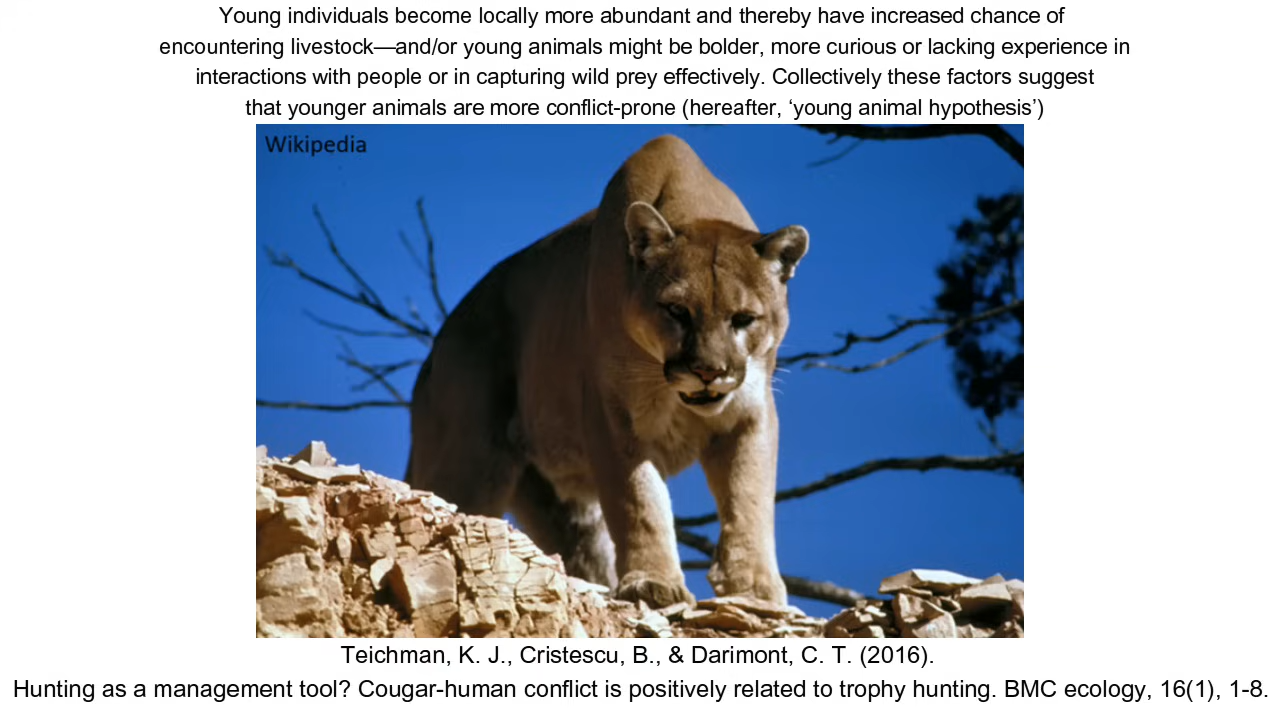 Young individuals become locally more abundant and thereby have increased chance of
encountering livestock—and/or young animals might be bolder, more curious or lacking experience in
interactions with people or in capturing wild prey effectively. Collectively these factors suggest
that younger animals are more conflict-prone (hereafter, ‘young animal hypothesis’)
Wikipedia
Teichman, K. J., Cristescu, B., & Darimont, C. T. (2016).
Hunting as a management tool? Cougar-human conflict is positively related to trophy hunting. BMC ecology, 16(1), 1-8.